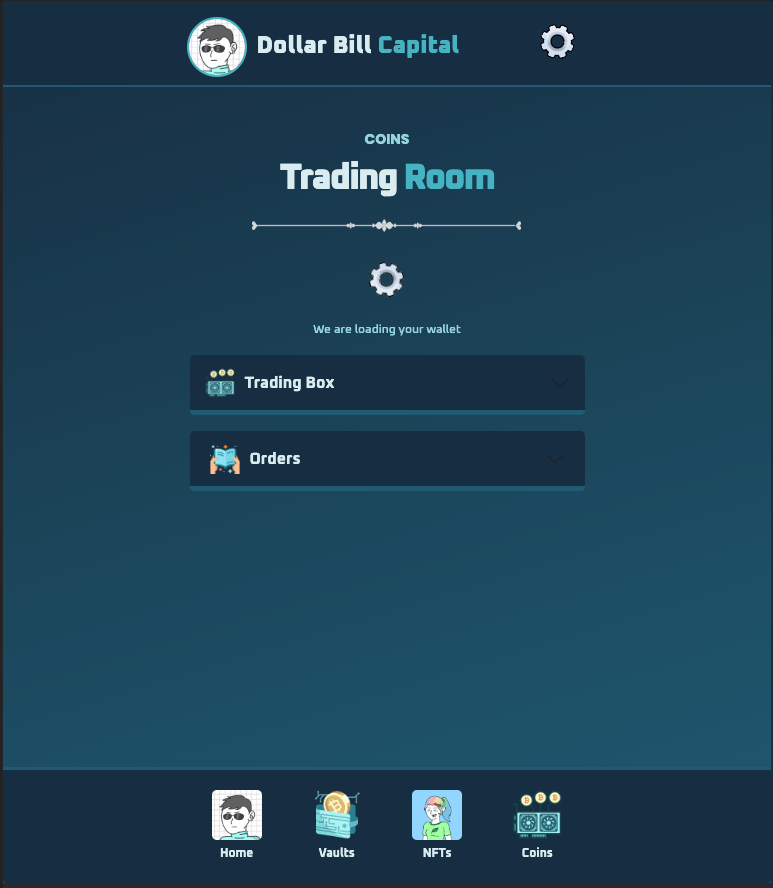 Dollar Bill Capital
COINS
Trading Room
We are loading your wallet
Trading Box
Orders
Home Vaults NFTs Coins